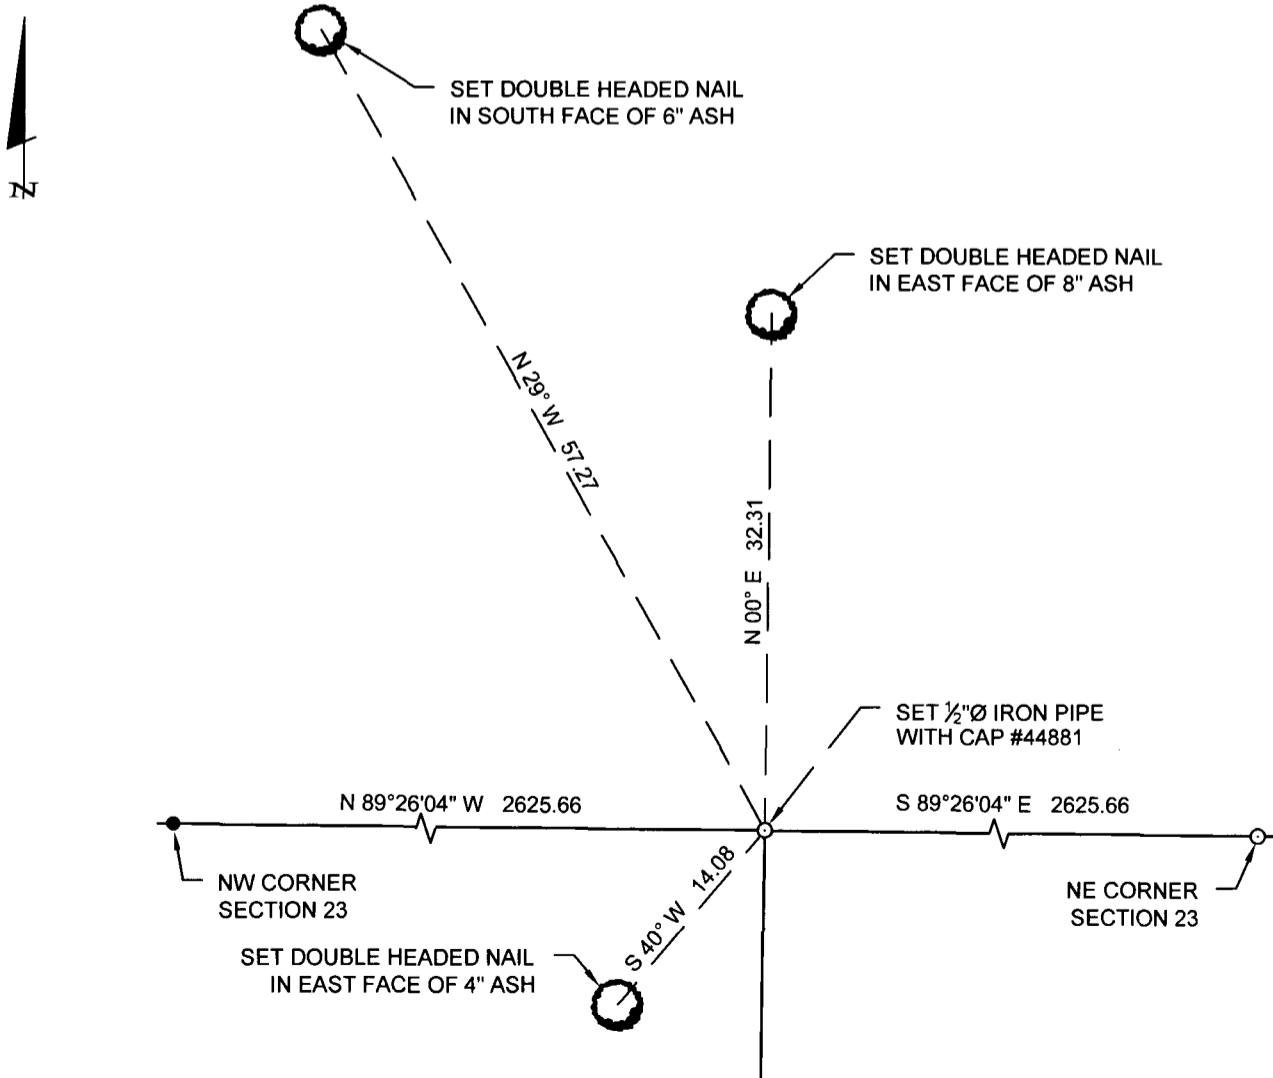 SET DOUBLE HEADED NAIL
IN SOUTH FACE OF 6" ASH
N
SET DOUBLE HEADED NAIL
IN EAST FACE OF 8" ASH
N 29° W 57.27
N 00° E 32.31
SET ½"Ø IRON PIPE
WITH CAP #44881
N 89°26'04" W 2625.66
S 89°26'04" E 2625.66
NW CORNER
SECTION 23
S 40° W 14.08
NE CORNER
SECTION 23
SET DOUBLE HEADED NAIL
IN EAST FACE OF 4" ASH